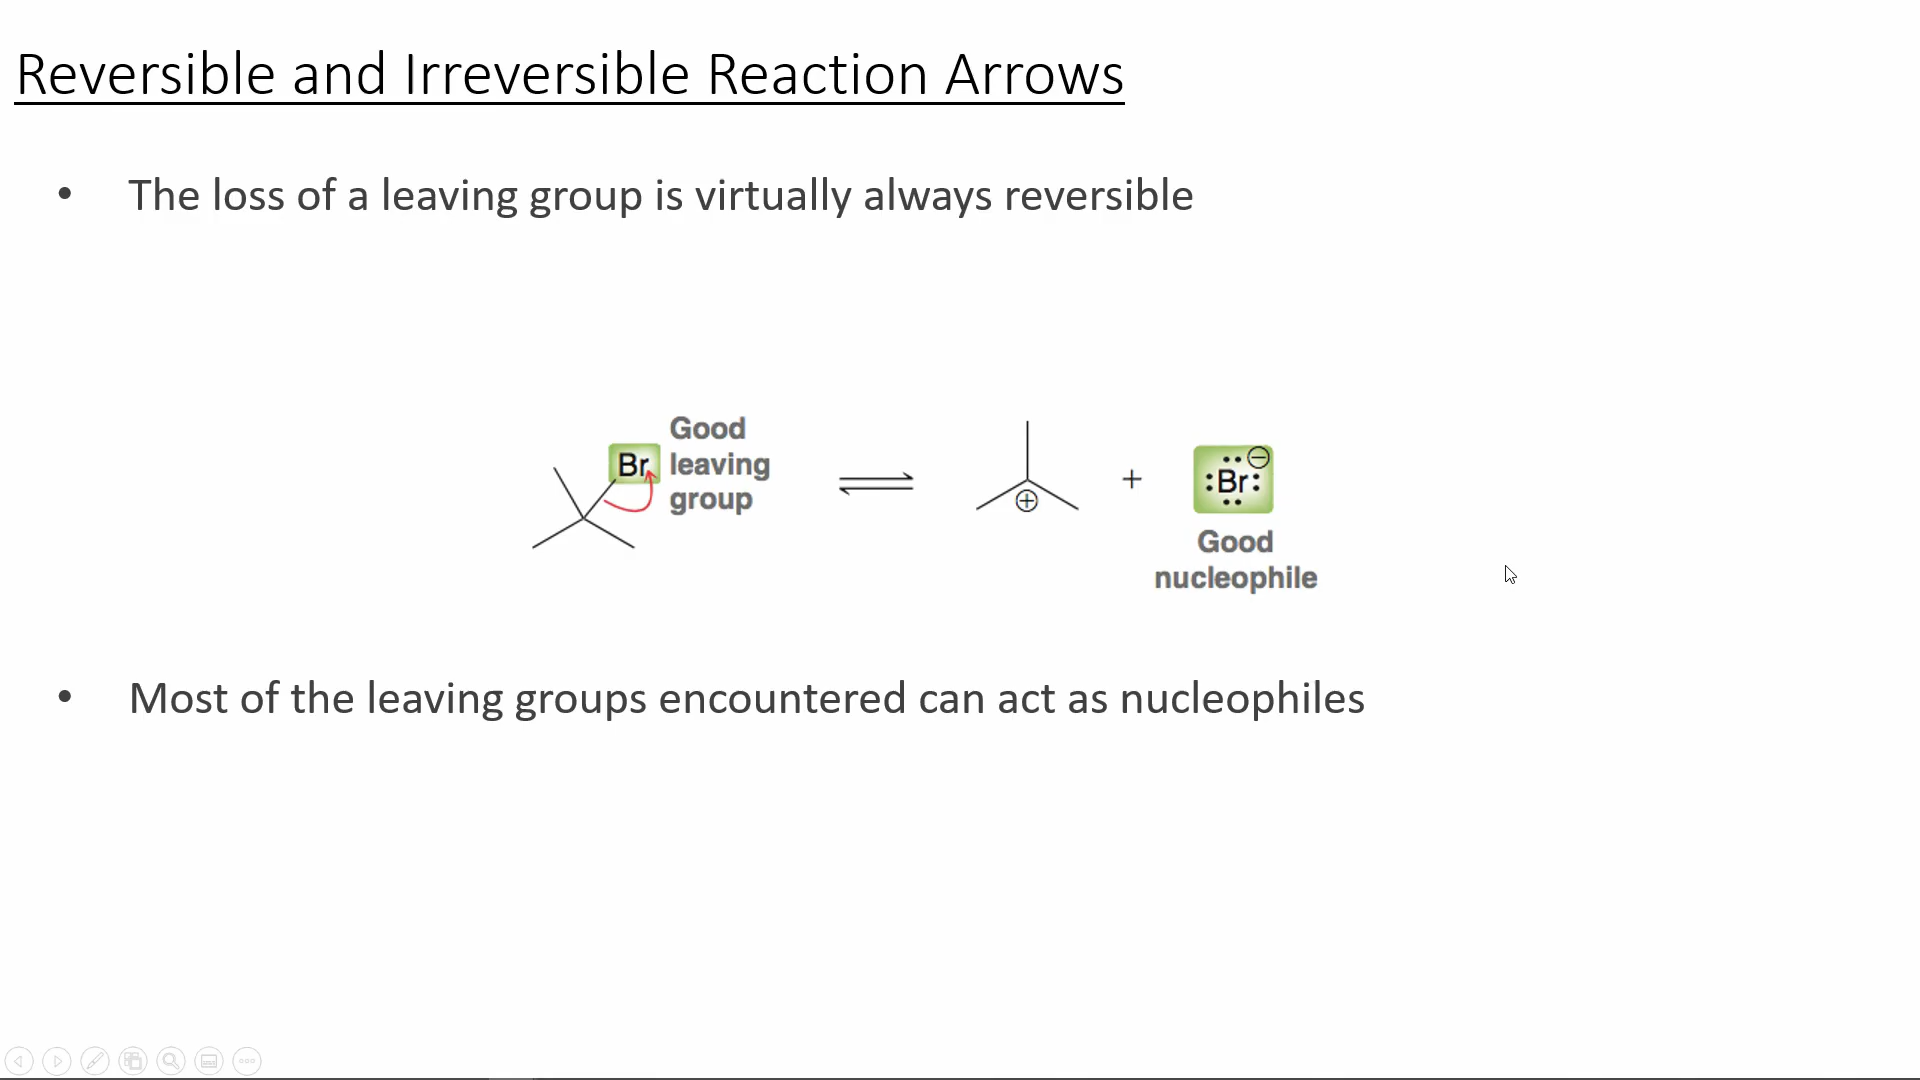 Reversible and Irreversible Reaction Arrows
• The loss of a leaving group is virtually always reversible
Br
Good
leaving
group
⇌
⊕
+
:Br: ⊖
Good
nucleophile
• Most of the leaving groups encountered can act as nucleophiles